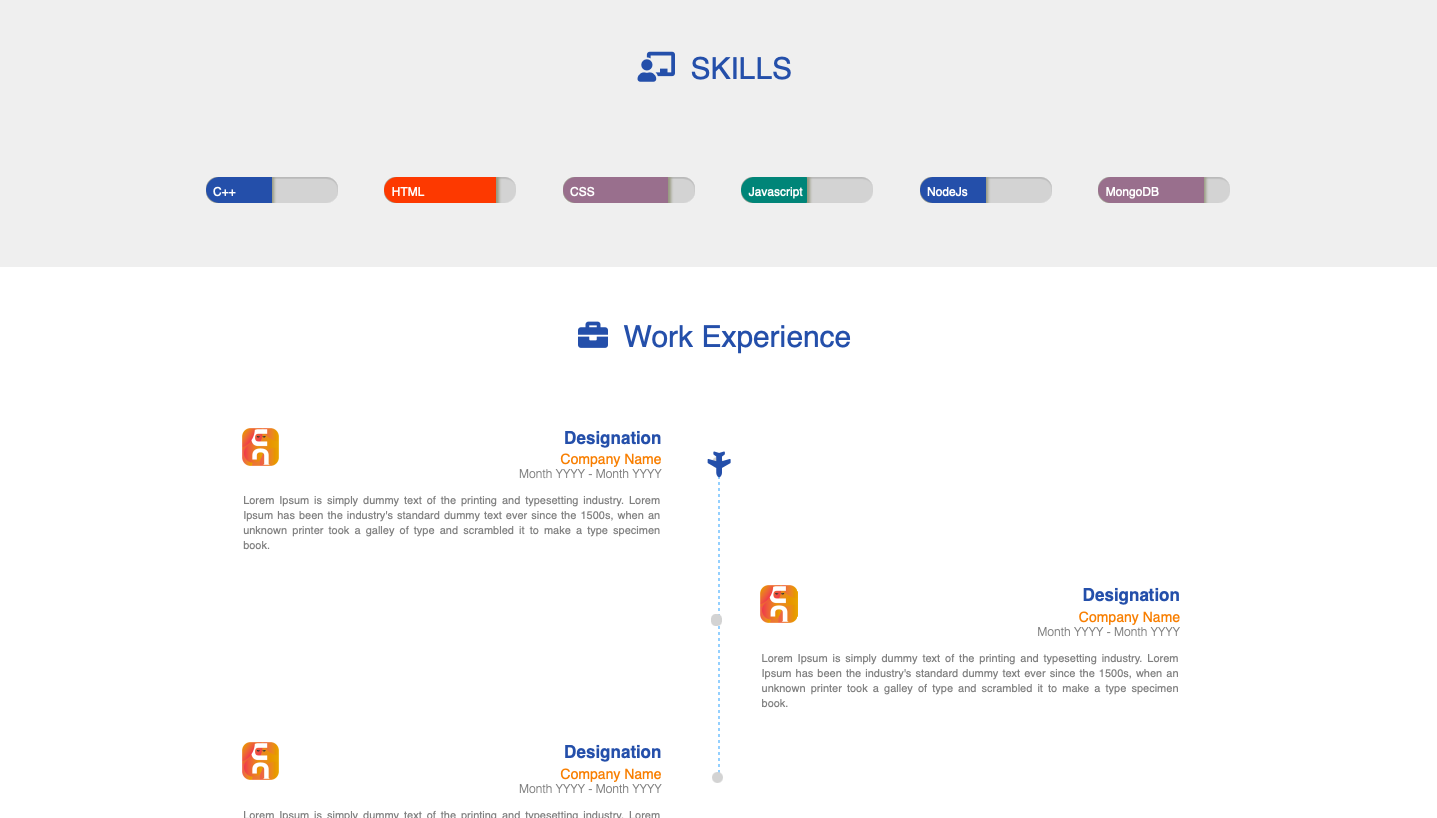 SKILLS
C++
HTML
CSS
Javascript
NodeJs
MongoDB
Work Experience
Designation
Company Name
Month YYYY - Month YYYY
Lorem Ipsum is simply dummy text of the printing and typesetting industry. Lorem
Ipsum has been the industry's standard dummy text ever since the 1500s, when an
unknown printer took a galley of type and scrambled it to make a type specimen
book.
Designation
Company Name
Month YYYY - Month YYYY
Lorem Ipsum is simply dummy text of the printing and typesetting industry. Lorem
Ipsum has been the industry's standard dummy text ever since the 1500s, when an
unknown printer took a galley of type and scrambled it to make a type specimen
book.
Designation
Company Name
Month YYYY - Month YYYY
Lorem Ipsum is simply dummy text of the printing and typesetting industry. Lorem